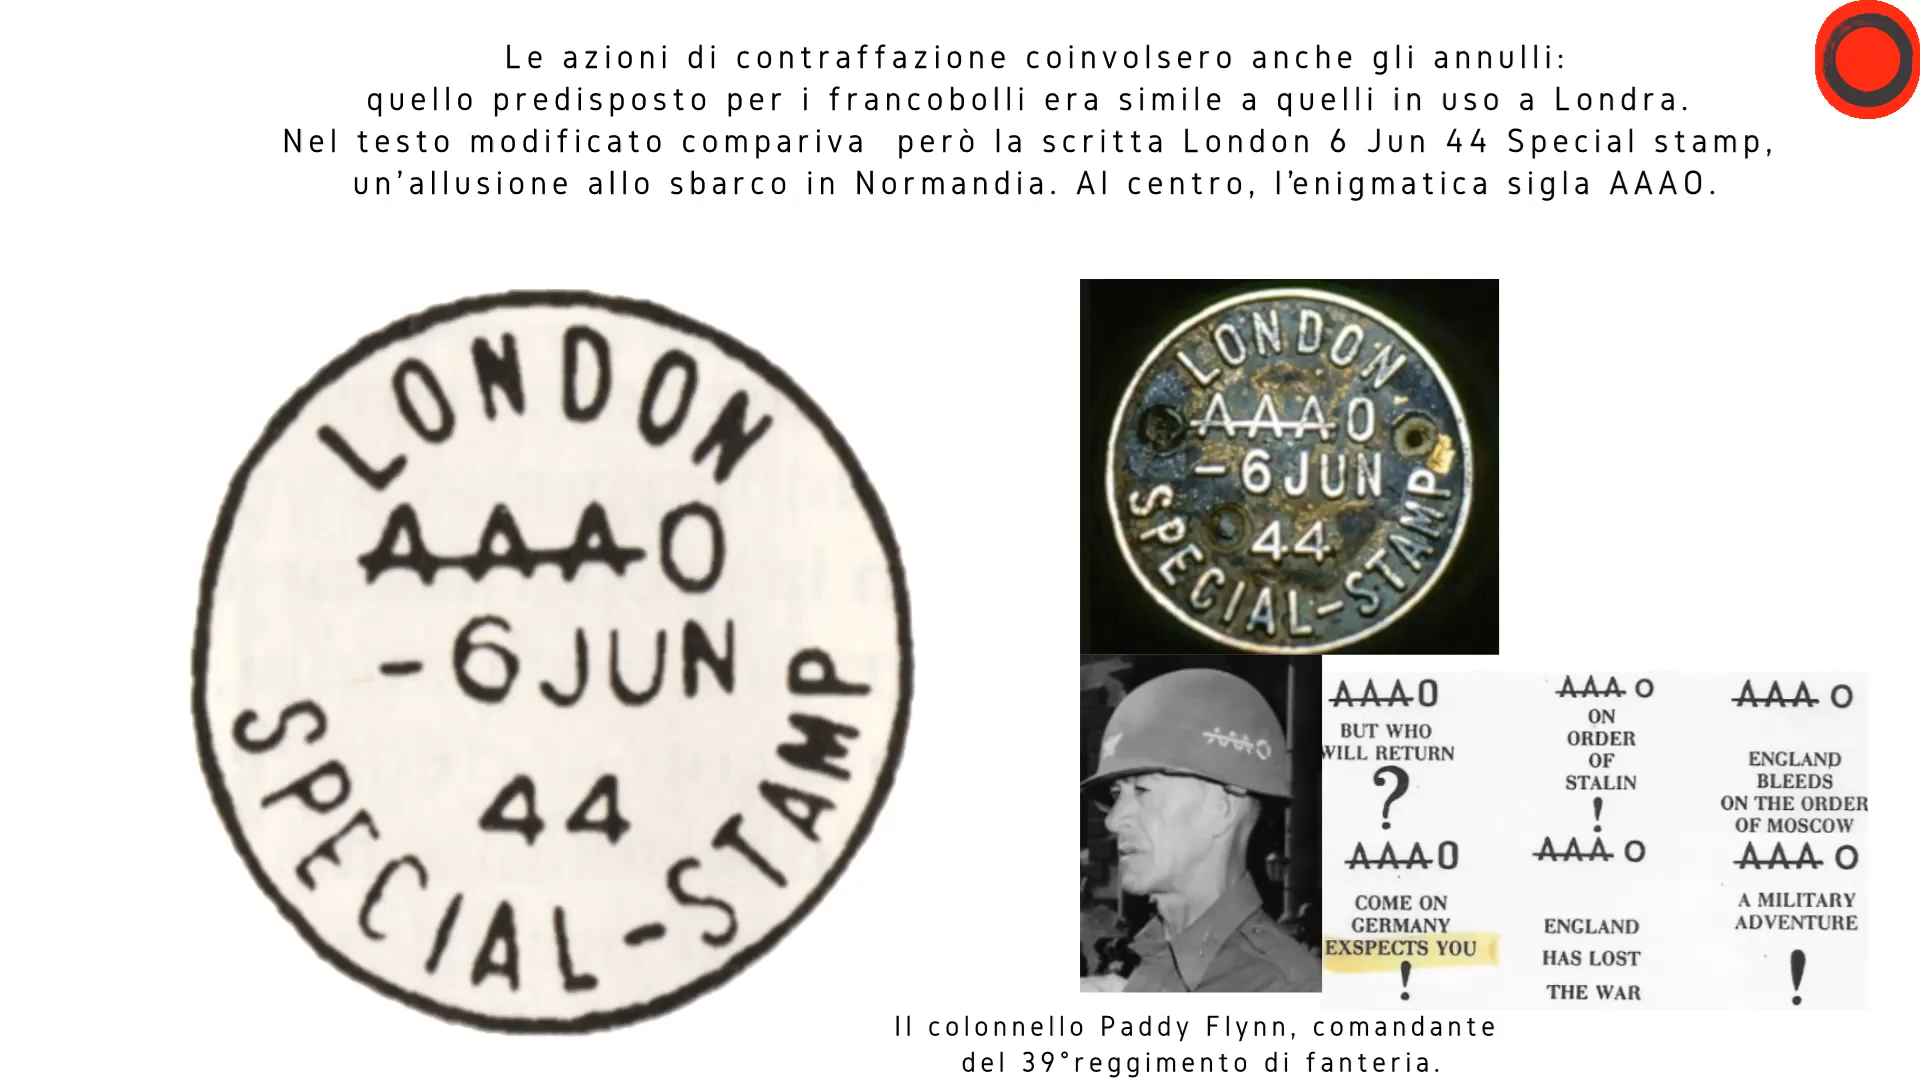 Le azioni di contraffazione coinvolsero anche gli annulli:
quello predisposto per i francobolli era simile a quelli in uso a Londra.
Nel testo modificato compariva però la scritta London 6 Jun 44 Special stamp,
un’allusione allo sbarco in Normandia. Al centro, l’enigmatica sigla AAAO.
LONDON
AAAO
-6JUN
44
SPECIAL-STAMP
LONDON
AAAO
-6JUN
44
SPECIAL-STAMP
AAAO
AAAO
BUT WHO
WILL RETURN
?
AAAO
ON
ORDER
OF
STALIN
!
AAA O
ENGLAND
BLEEDS
ON THE ORDER
OF MOSCOW
AAAO
COME ON
GERMANY
EXSPECTS YOU
!
AAA O
ENGLAND
HAS LOST
THE WAR
AAA O
A MILITARY
ADVENTURE
!
Il colonnello Paddy Flynn, comandante
del 39°reggimento di fanteria.